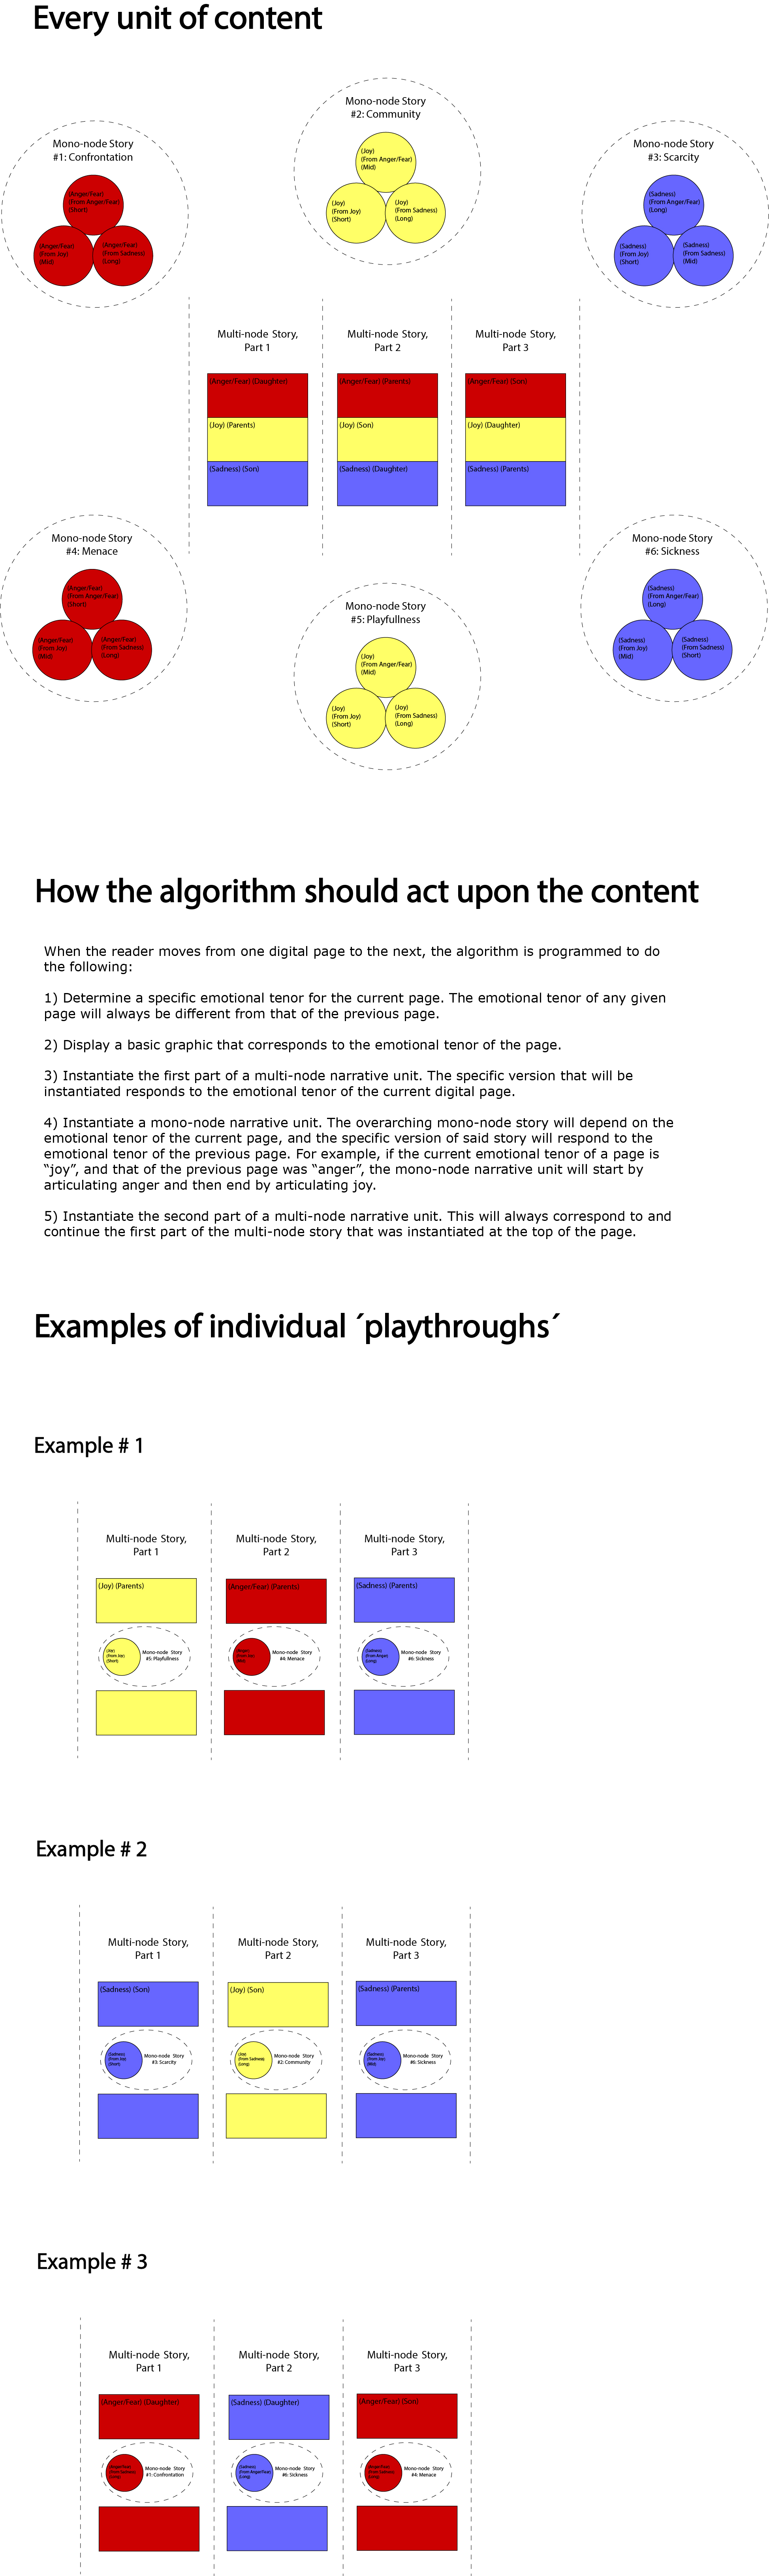 Every unit of content
Mono-node Story
#1: Confrontation
(Anger/Fear)
(From Anger/Fear)
(Short)
(Anger/Fear)
(From Joy)
(Mid)
(Anger/Fear)
(From Sadness)
(Long)
Mono-node Story
#2: Community
(Joy)
(From Anger/Fear)
(Mid)
(Joy)
(From Joy)
(Short)
(Joy)
(From Sadness)
(Long)
Mono-node Story
#3: Scarcity
(Sadness)
(From Anger/Fear)
(Long)
(Sadness)
(From Joy)
(Short)
(Sadness)
(From Sadness)
(Mid)
Multi-node Story,
Part 1
(Anger/Fear) (Daughter)
(Joy) (Parents)
(Sadness) (Son)
Multi-node Story,
Part 2
(Anger/Fear) (Parents)
(Joy) (Son)
(Sadness) (Daughter)
Multi-node Story,
Part 3
(Anger/Fear) (Son)
(Joy) (Daughter)
(Sadness) (Parents)
Mono-node Story
#4: Menace
(Anger/Fear)
(From Anger/Fear)
(Short)
(Anger/Fear)
(From Joy)
(Mid)
(Anger/Fear)
(From Sadness)
(Long)
Mono-node Story
#5: Playfullness
(Joy)
(From Anger/Fear)
(Mid)
(Joy)
(From Joy)
(Short)
(Joy)
(From Sadness)
(Long)
Mono-node Story
#6: Sickness
(Sadness)
(From Anger/Fear)
(Long)
(Sadness)
(From Joy)
(Mid)
(Sadness)
(From Sadness)
(Short)
How the algorithm should act upon the content
When the reader moves from one digital page to the next, the algorithm is programmed to do
the following:
1) Determine a specific emotional tenor for the current page. The emotional tenor of any given
page will always be different from that of the previous page.
2) Display a basic graphic that corresponds to the emotional tenor of the page.
3) Instantiate the first part of a multi-node narrative unit. The specific version that will be
instantiated responds to the emotional tenor of the current digital page.
4) Instantiate a mono-node narrative unit. The overarching mono-node story will depend on the
emotional tenor of the current page, and the specific version of said story will respond to the
emotional tenor of the previous page. For example, if the current emotional tenor of a page is
“joy”, and that of the previous page was “anger”, the mono-node narrative unit will start by
articulating anger and then end by articulating joy.
5) Instantiate the second part of a multi-node narrative unit. This will always correspond to and
continue the first part of the multi-node story that was instantiated at the top of the page.
Examples of individual ´playthroughs´
Example # 1
Multi-node Story,
Part 1
(Joy) (Parents)
(Joy)
(From Joy)
(Short)
Mono-node Story
#5: Playfullness
Multi-node Story,
Part 2
(Anger/Fear) (Parents)
(From Joy)
Mono-node Story
#4: Menace
Multi-node Story,
Part 3
(Sadness) (Parents)
(Sadness)
(From Anger)
(Long)
Mono-node Story
#6: Sickness
Example # 2
Multi-node Story,
Part 1
(Sadness) (Son)
(Sadness)
(From Joy)
(Short)
Mono-node Story
#3: Scarcity
Multi-node Story,
Part 2
(Joy) (Son)
(Joy)
(From Sadness)
(Long)
Mono-node Story
#2: Community
Multi-node Story,
Part 3
(Sadness) (Parents)
(Sadness)
(From Joy)
(Mid)
Mono-node Story
#6: Sickness
Example # 3
Multi-node Story,
Part 1
(Anger/Fear) (Daughter)
(Anger/Fear)
(From Sadness)
(Long)
Mono-node Story
#1: Confrontation
Multi-node Story,
Part 2
(Sadness) (Daughter)
(Sadness)
(From Anger/Fear)
(Long)
Mono-node Story
#6: Sickness
Multi-node Story,
Part 3
(Anger/Fear) (Son)
(Anger/Fear)
(From Sadness)
(Long)
Mono-node Story
#4: Menace